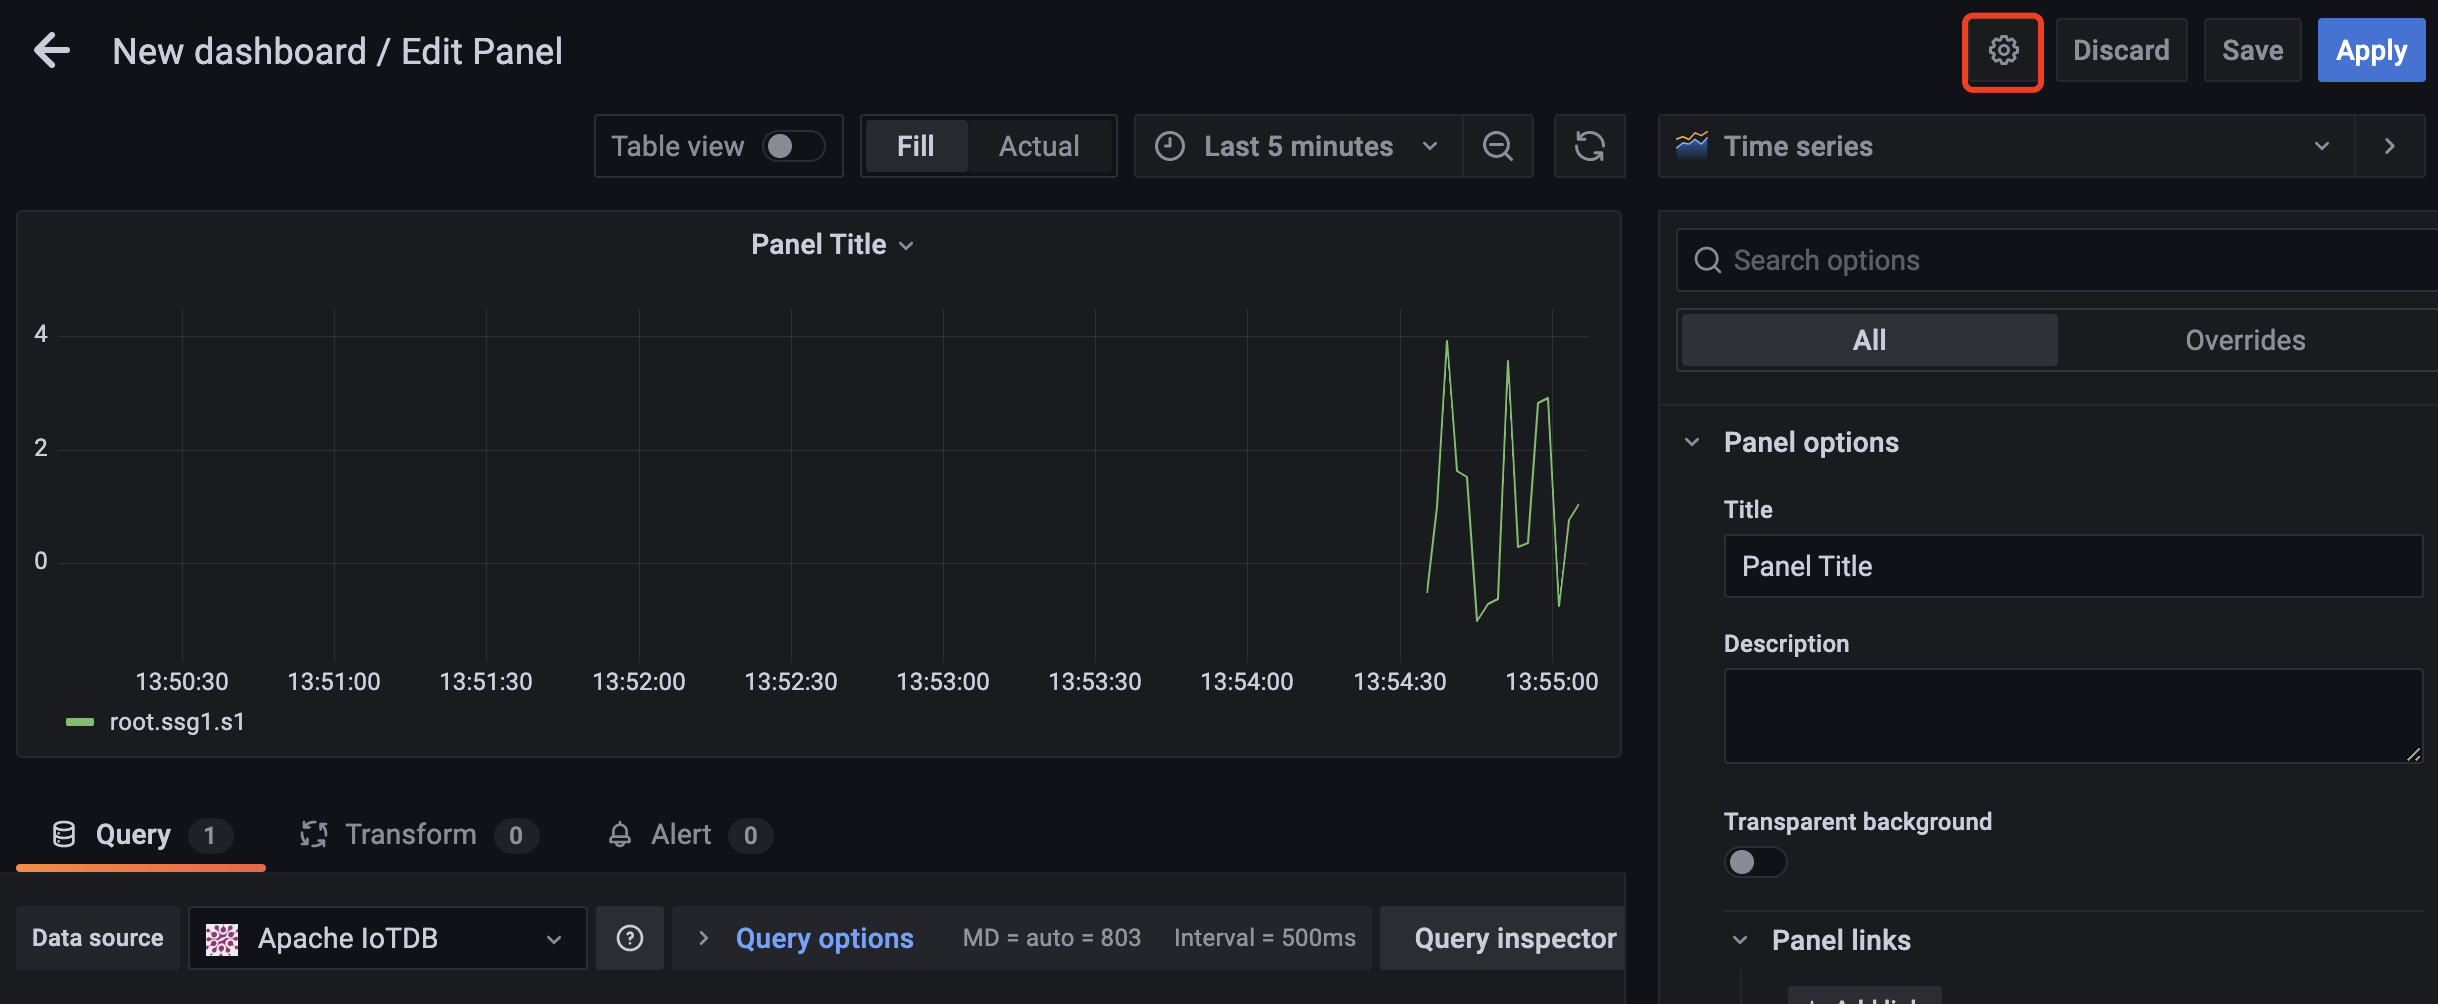 New dashboard / Edit Panel
Discard
Save
Apply
Table view
Fill
Actual
Last 5 minutes
Time series
Panel Title
Search options
All
Overrides
4
2
0
13:50:30
13:51:00
13:51:30
13:52:00
13:52:30
13:53:00
13:53:30
13:54:00
13:54:30
13:55:00
root.ssg1.s1
Panel options
Title
Panel Title
Description
Transparent background
Panel links
Query 1
Transform 0
Alert 0
Data source
Apache IoTDB
Query options
MD = auto = 803
Interval = 500ms
Query inspector